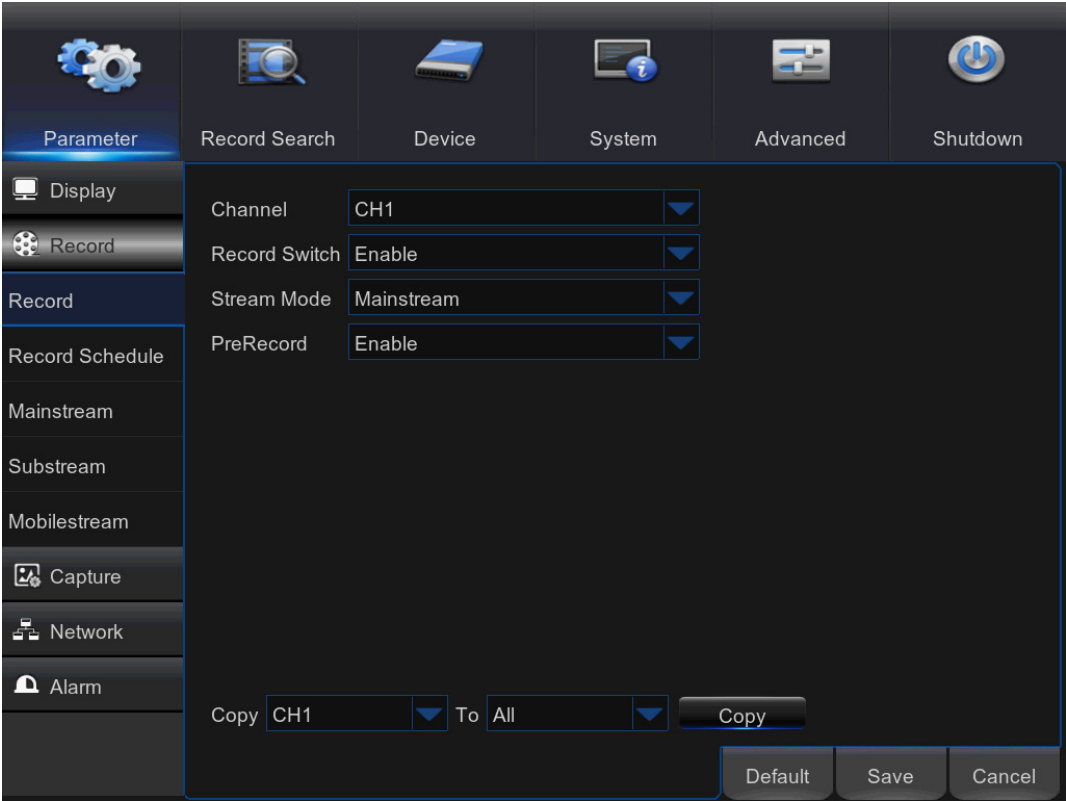 Parameter Record Search Device System Advanced Shutdown
Display
Record
Record
Record Schedule
Mainstream
Substream
Mobilestream
Capture
Network
Alarm
Channel CH1
Record Switch Enable
Stream Mode Mainstream
PreRecord Enable
Copy CH1 To All Copy
Default Save Cancel